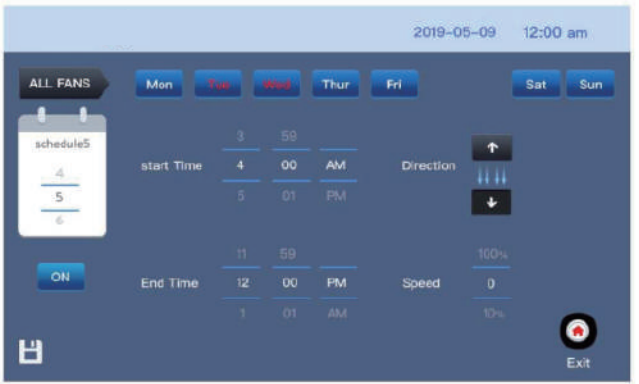 2019-05-09 12:00 am
ALL FANS Mon Tue Wed Thur Fri Sat Sun
schedule5
4
5
6
3 59
start Time 4 00 AM Direction
5 01 PM
ON
11 59 100%
End Time 12 00 PM Speed 0
1 01 AM 10%
Exit